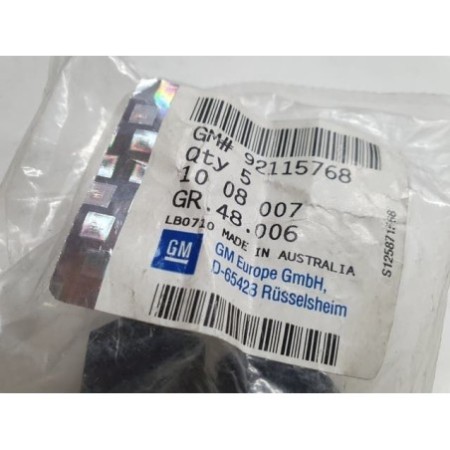 GM# 92115768
Qty 5
10 08 007
GR.48.006
LB0710 MADE IN AUSTRALIA
GM
GM Europe GmbH,
D-65423 Rüsselsheim